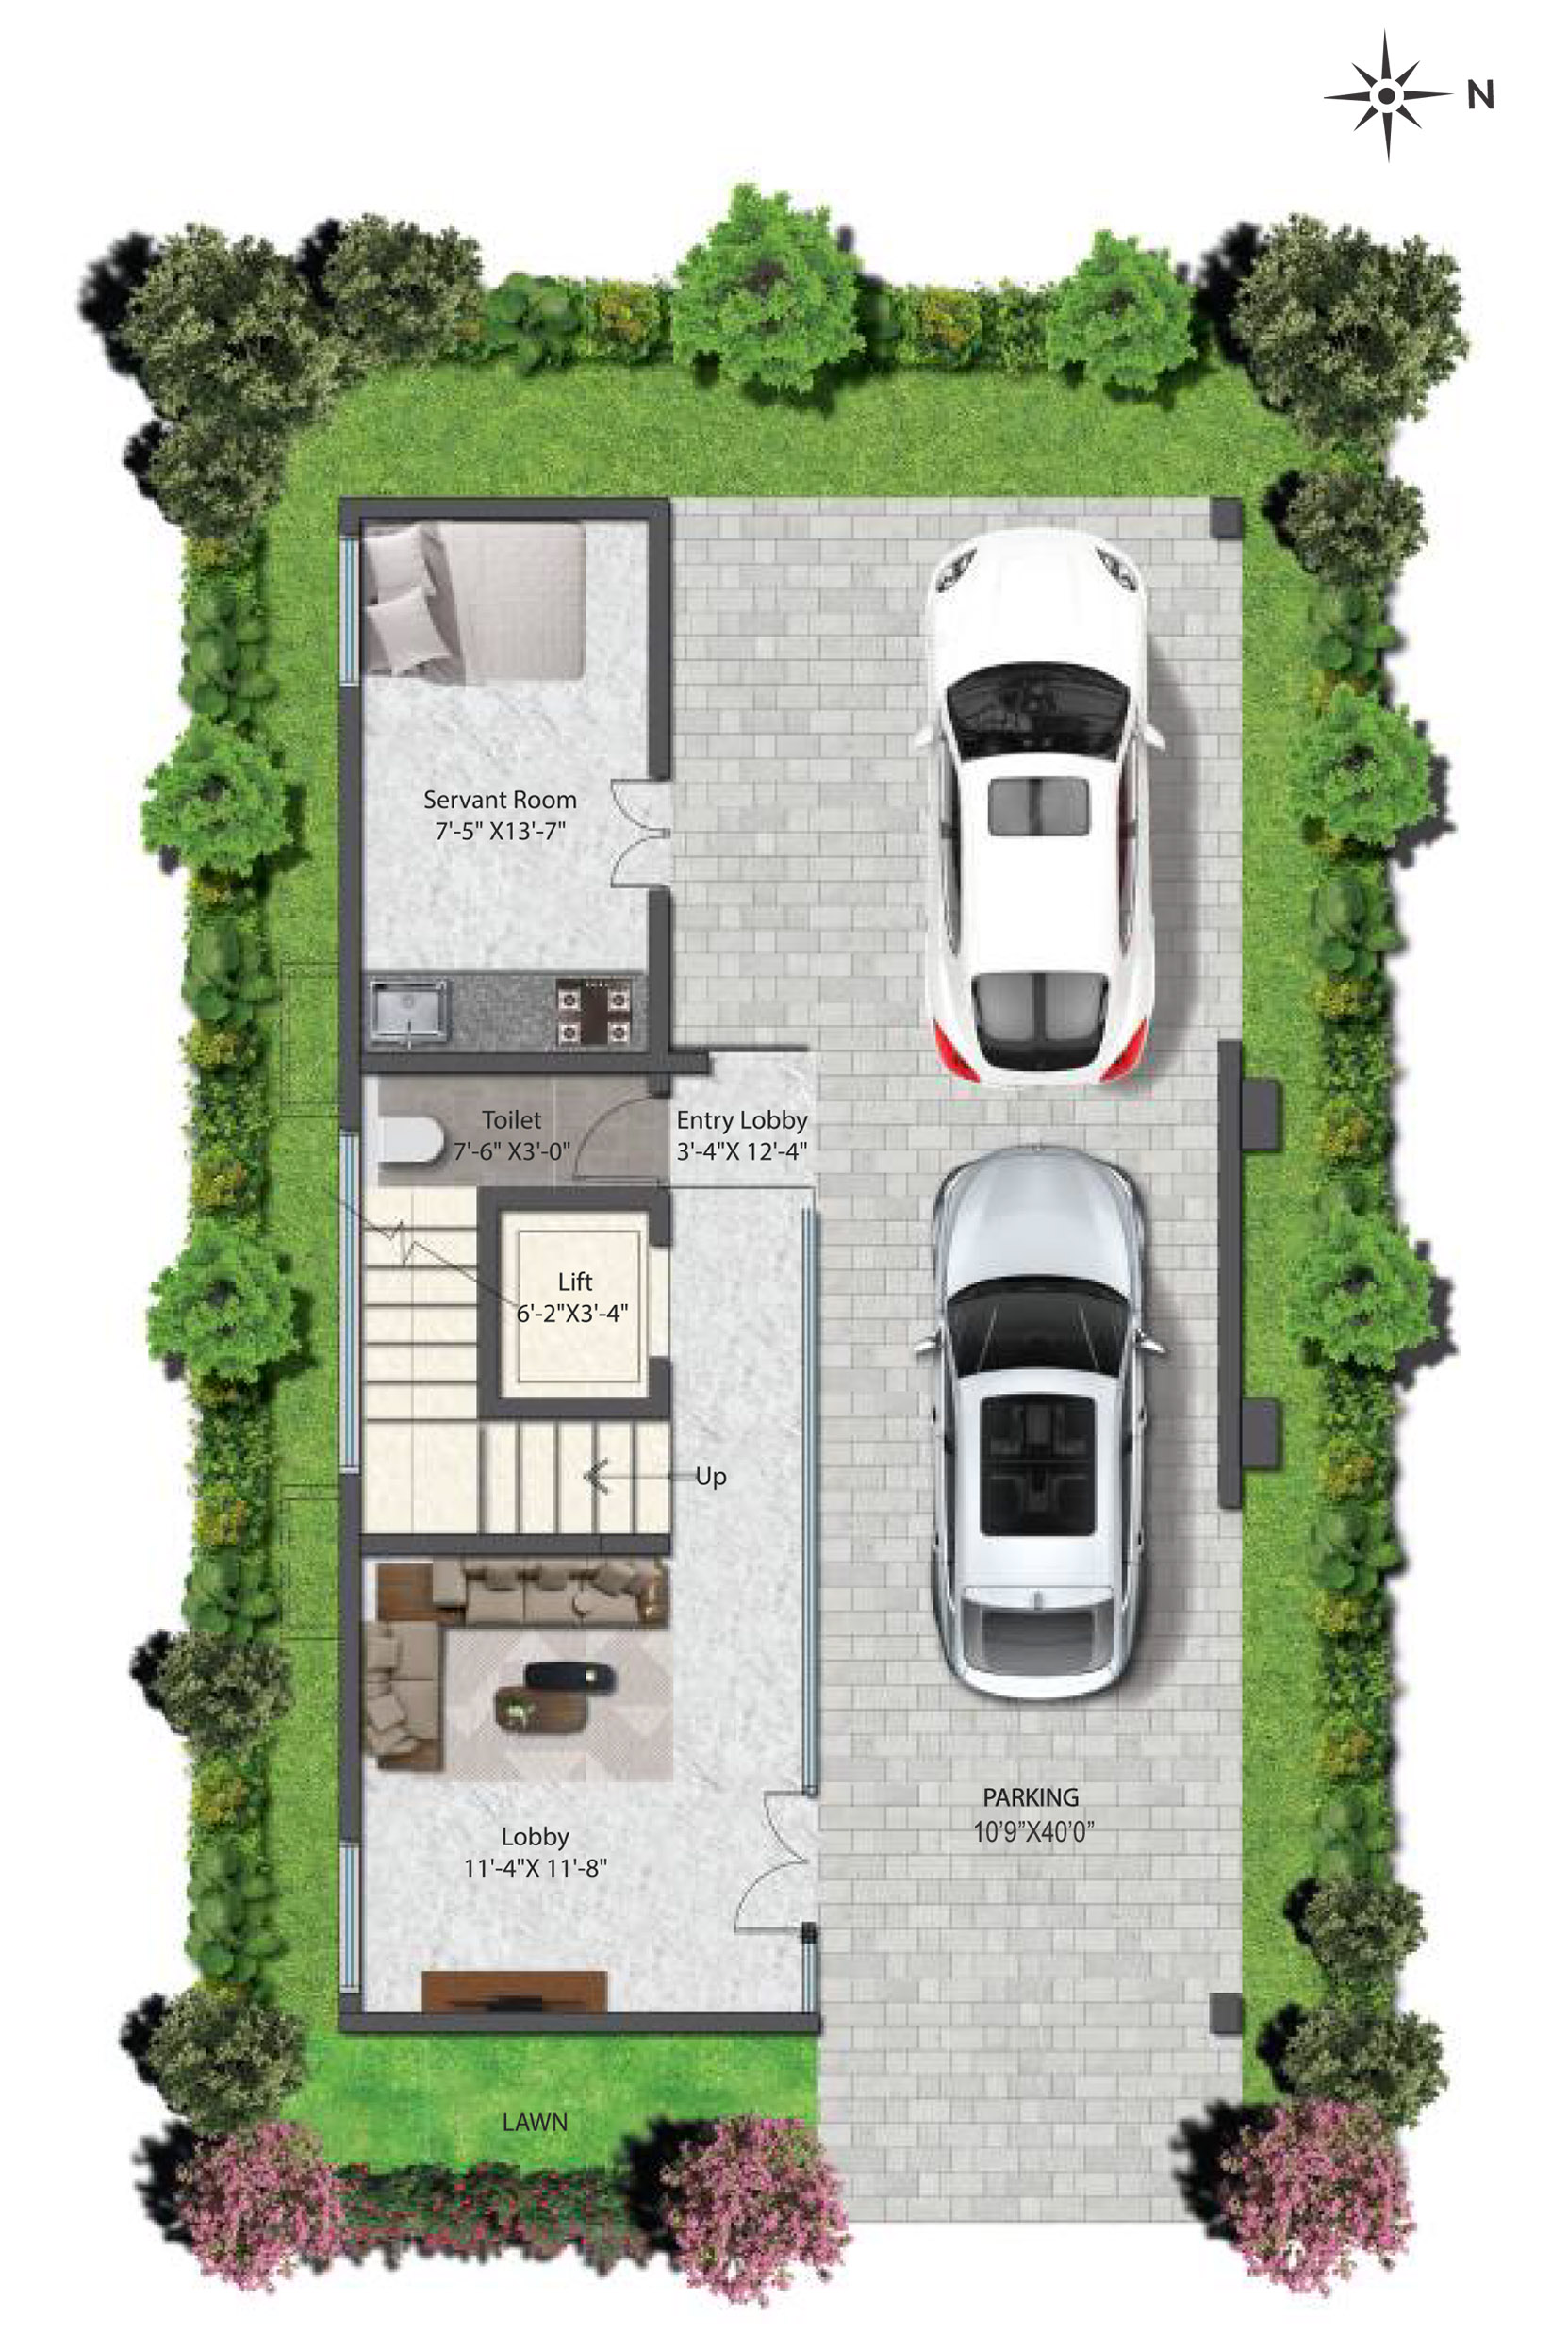 N
Servant Room
7'-5" X13'-7"
Toilet
7'-6" X3'-0"
Entry Lobby
3'-4"X 12'-4"
Lift
6'-2"X3'-4"
Up
PARKING
10'9"X40'0"
Lobby
11'-4"X 11'-8"
LAWN